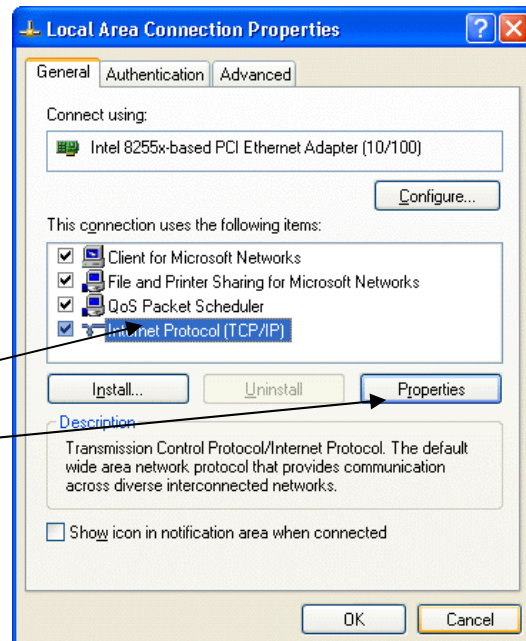 Local Area Connection Properties
General Authentication Advanced
Connect using:
Intel 8255x-based PCI Ethernet Adapter (10/100)
Configure...
This connection uses the following items:
Client for Microsoft Networks
File and Printer Sharing for Microsoft Networks
QoS Packet Scheduler
Internet Protocol (TCP/IP)
Install... Uninstall Properties
Description
Transmission Control Protocol/Internet Protocol. The default
wide area network protocol that provides communication
across diverse interconnected networks.
Show icon in notification area when connected
OK Cancel